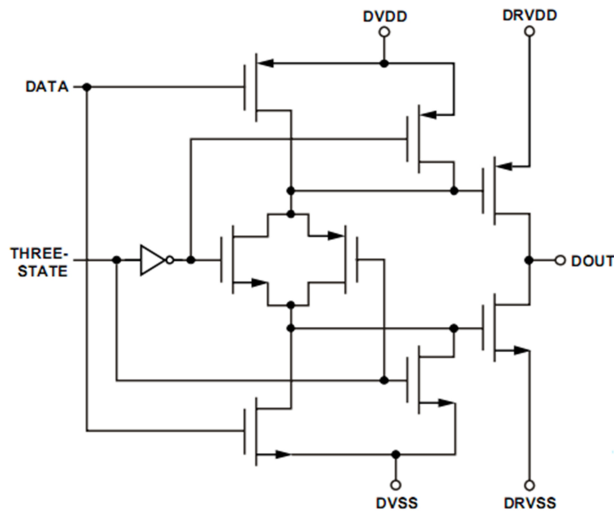 DVDD
DRVDD
DATA
THREE-
STATE
DOUT
DVSS
DRVSS